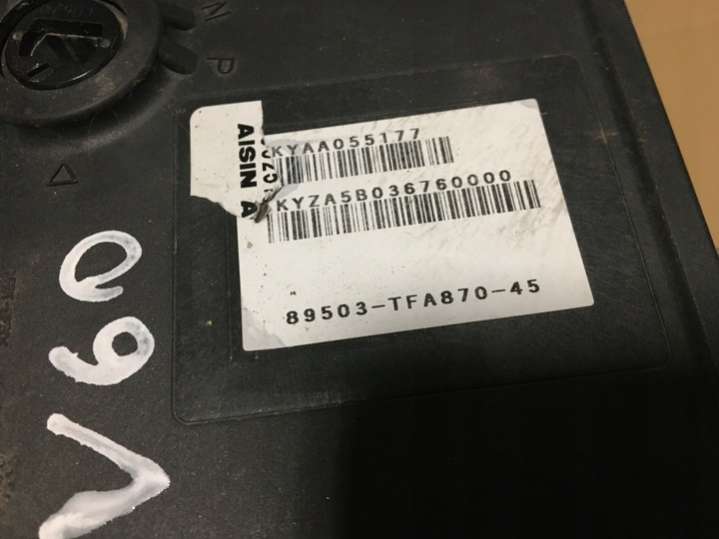 N
P
AISIN A
KYAA055177
KYZA5B036760000
89503-TFA870-45
V60